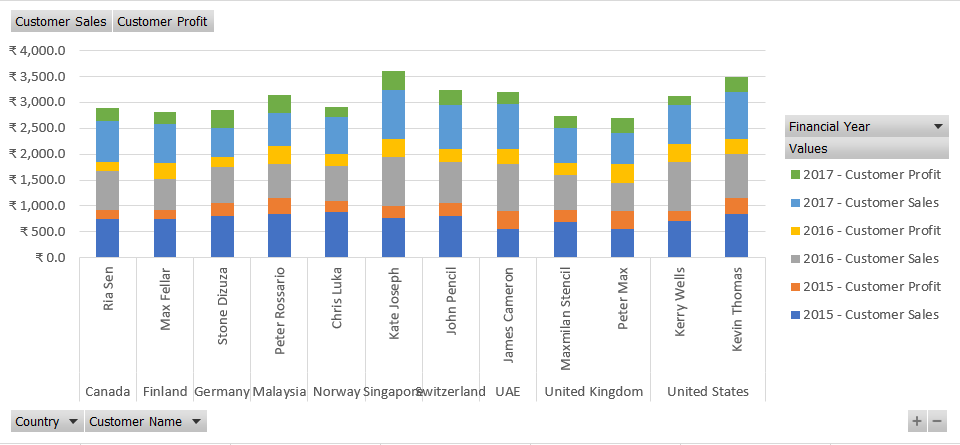 Customer Sales Customer Profit
₹ 4,000.0
₹ 3,500.0
₹ 3,000.0
₹ 2,500.0
₹ 2,000.0
₹ 1,500.0
₹ 1,000.0
₹ 500.0
₹ 0.0
Financial Year
Values
2017 - Customer Profit
2017 - Customer Sales
2016 - Customer Profit
2016 - Customer Sales
2015 - Customer Profit
2015 - Customer Sales
Ria Sen
Max Fellar
Stone Dizuza
Peter Rossario
Chris Luka
Kate Joseph
John Pencil
James Cameron
Maxmilan Stencil
Peter Max
Kerry Wells
Kevin Thomas
Canada Finland Germany Malaysia Norway Singapore Switzerland UAE United Kingdom United States
Country Customer Name
+ −